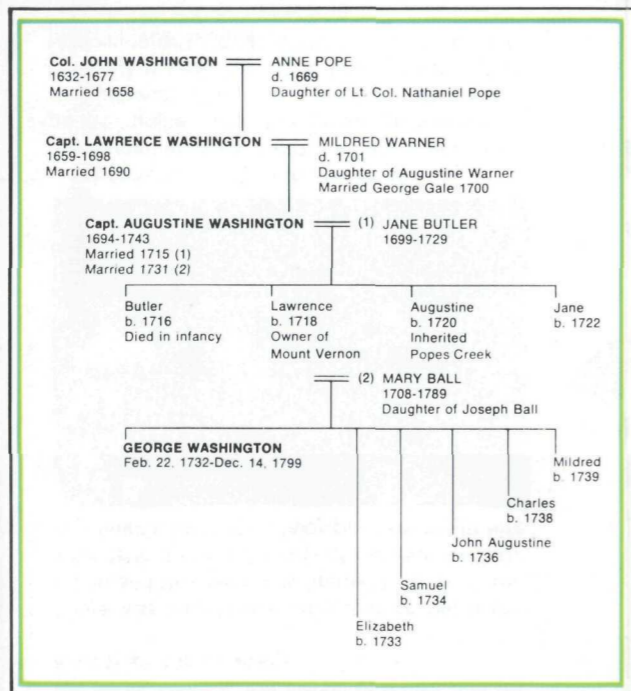 Col. JOHN WASHINGTON
1632-1677
Married 1658
ANNE POPE
d. 1669
Daughter of Lt. Col. Nathaniel Pope
Capt. LAWRENCE WASHINGTON
1659-1698
Married 1690
MILDRED WARNER
d. 1701
Daughter of Augustine Warner
Married George Gale 1700
Capt. AUGUSTINE WASHINGTON
1694-1743
Married 1715 (1)
Married 1731 (2)
(1) JANE BUTLER
1699-1729
Butler
b. 1716
Died in infancy
Lawrence
b. 1718
Owner of
Mount Vernon
Augustine
b. 1720
Inherited
Popes Creek
Jane
b. 1722
(2) MARY BALL
1708-1789
Daughter of Joseph Ball
GEORGE WASHINGTON
Feb. 22. 1732-Dec. 14. 1799
Mildred
b. 1739
Charles
b. 1738
John Augustine
b. 1736
Samuel
b. 1734
Elizabeth
b. 1733